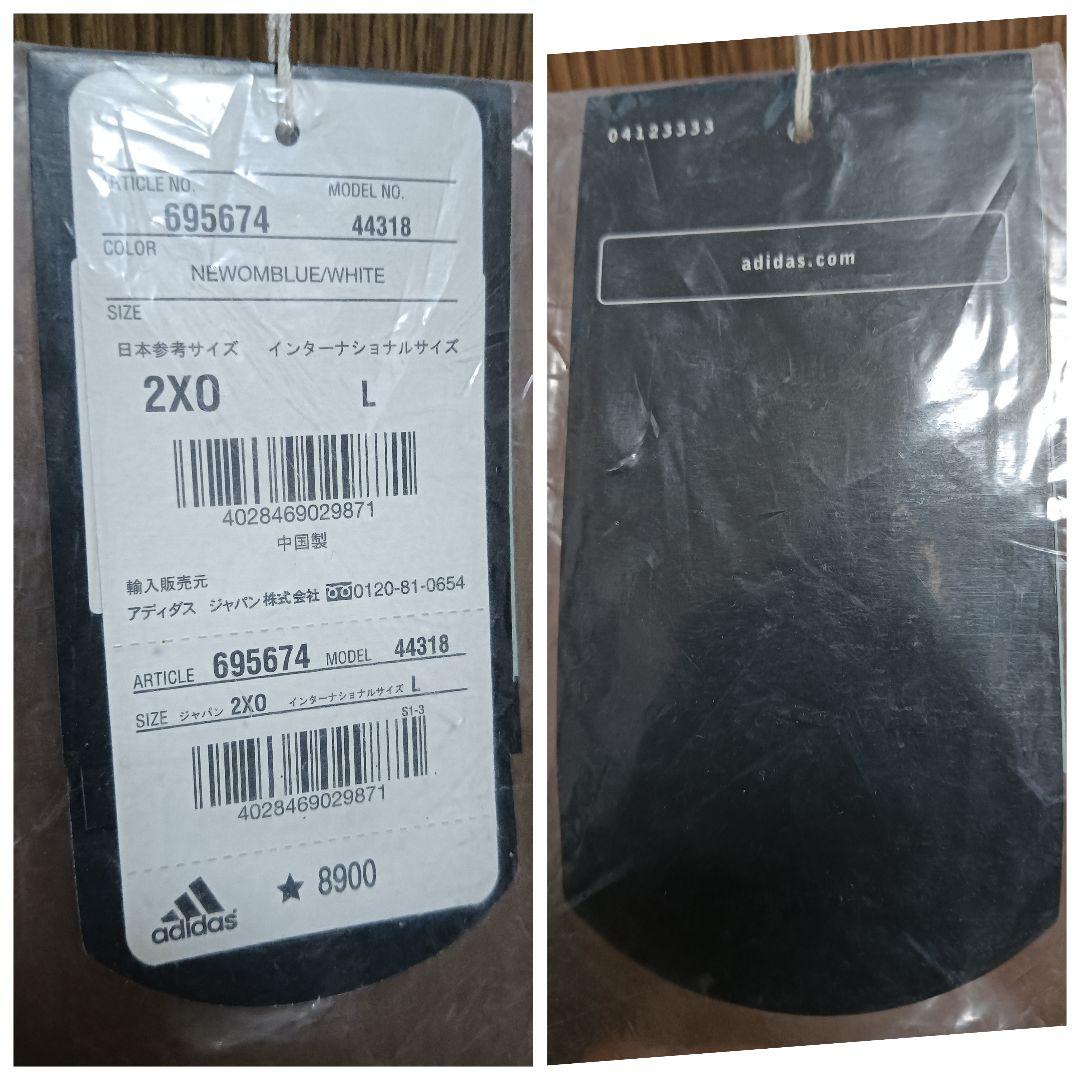 ARTICLE NO. MODEL NO.
695674 44318
COLOR
NEWOMBLUE/WHITE
SIZE
日本参考サイズ インターナショナルサイズ
2XO L
4028469029871
中国製
輸入販売元
アディダス ジャパン株式会社 0120-81-0654
ARTICLE 695674 MODEL 44318
SIZE ジャパン 2XO インターナショナルサイズ L
S1-3
4028469029871
adidas ★ 8900
04123333
adidas.com